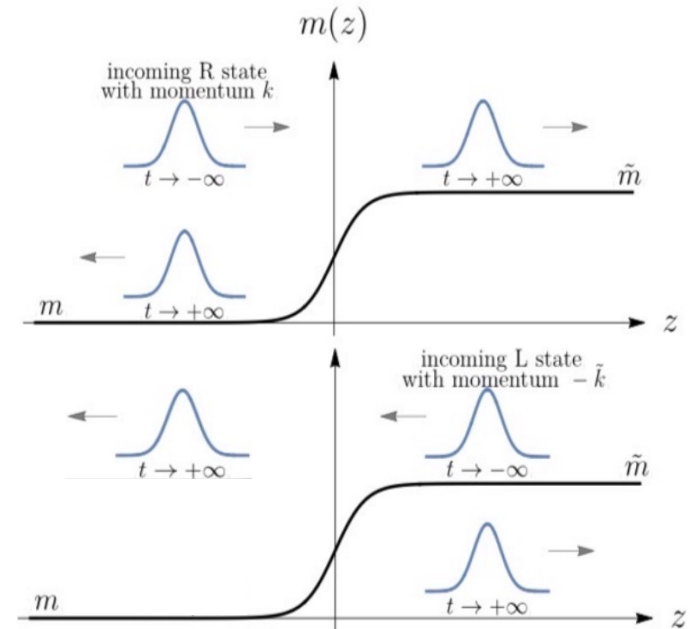 m(z)
incoming R state
with momentum k
t → −∞
t → +∞
m̃
t → +∞
m
z
incoming L state
with momentum − k̃
t → +∞
t → −∞
m̃
t → +∞
m
z